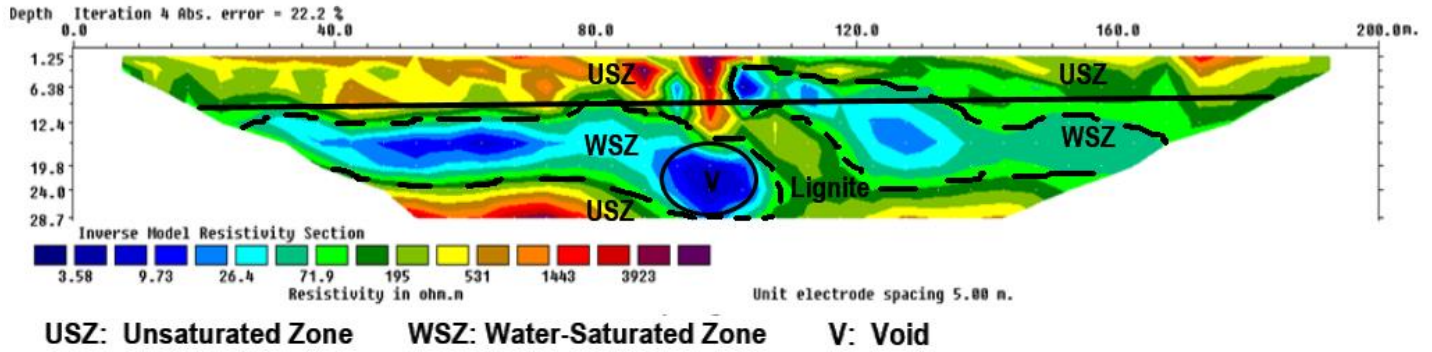 Depth Iteration 4 Abs. error = 22.2 %
0.0 40.0 80.0 120.0 160.0 200.0m.
1.25
USZ USZ
6.38
12.4
WSZ WSZ
19.8
V
24.0
Lignite
USZ
28.7
Inverse Model Resistivity Section
3.58 9.73 26.4 71.9 195 531 1443 3923
Resistivity in ohm.m Unit electrode spacing 5.00 m.
USZ: Unsaturated Zone WSZ: Water-Saturated Zone V: Void